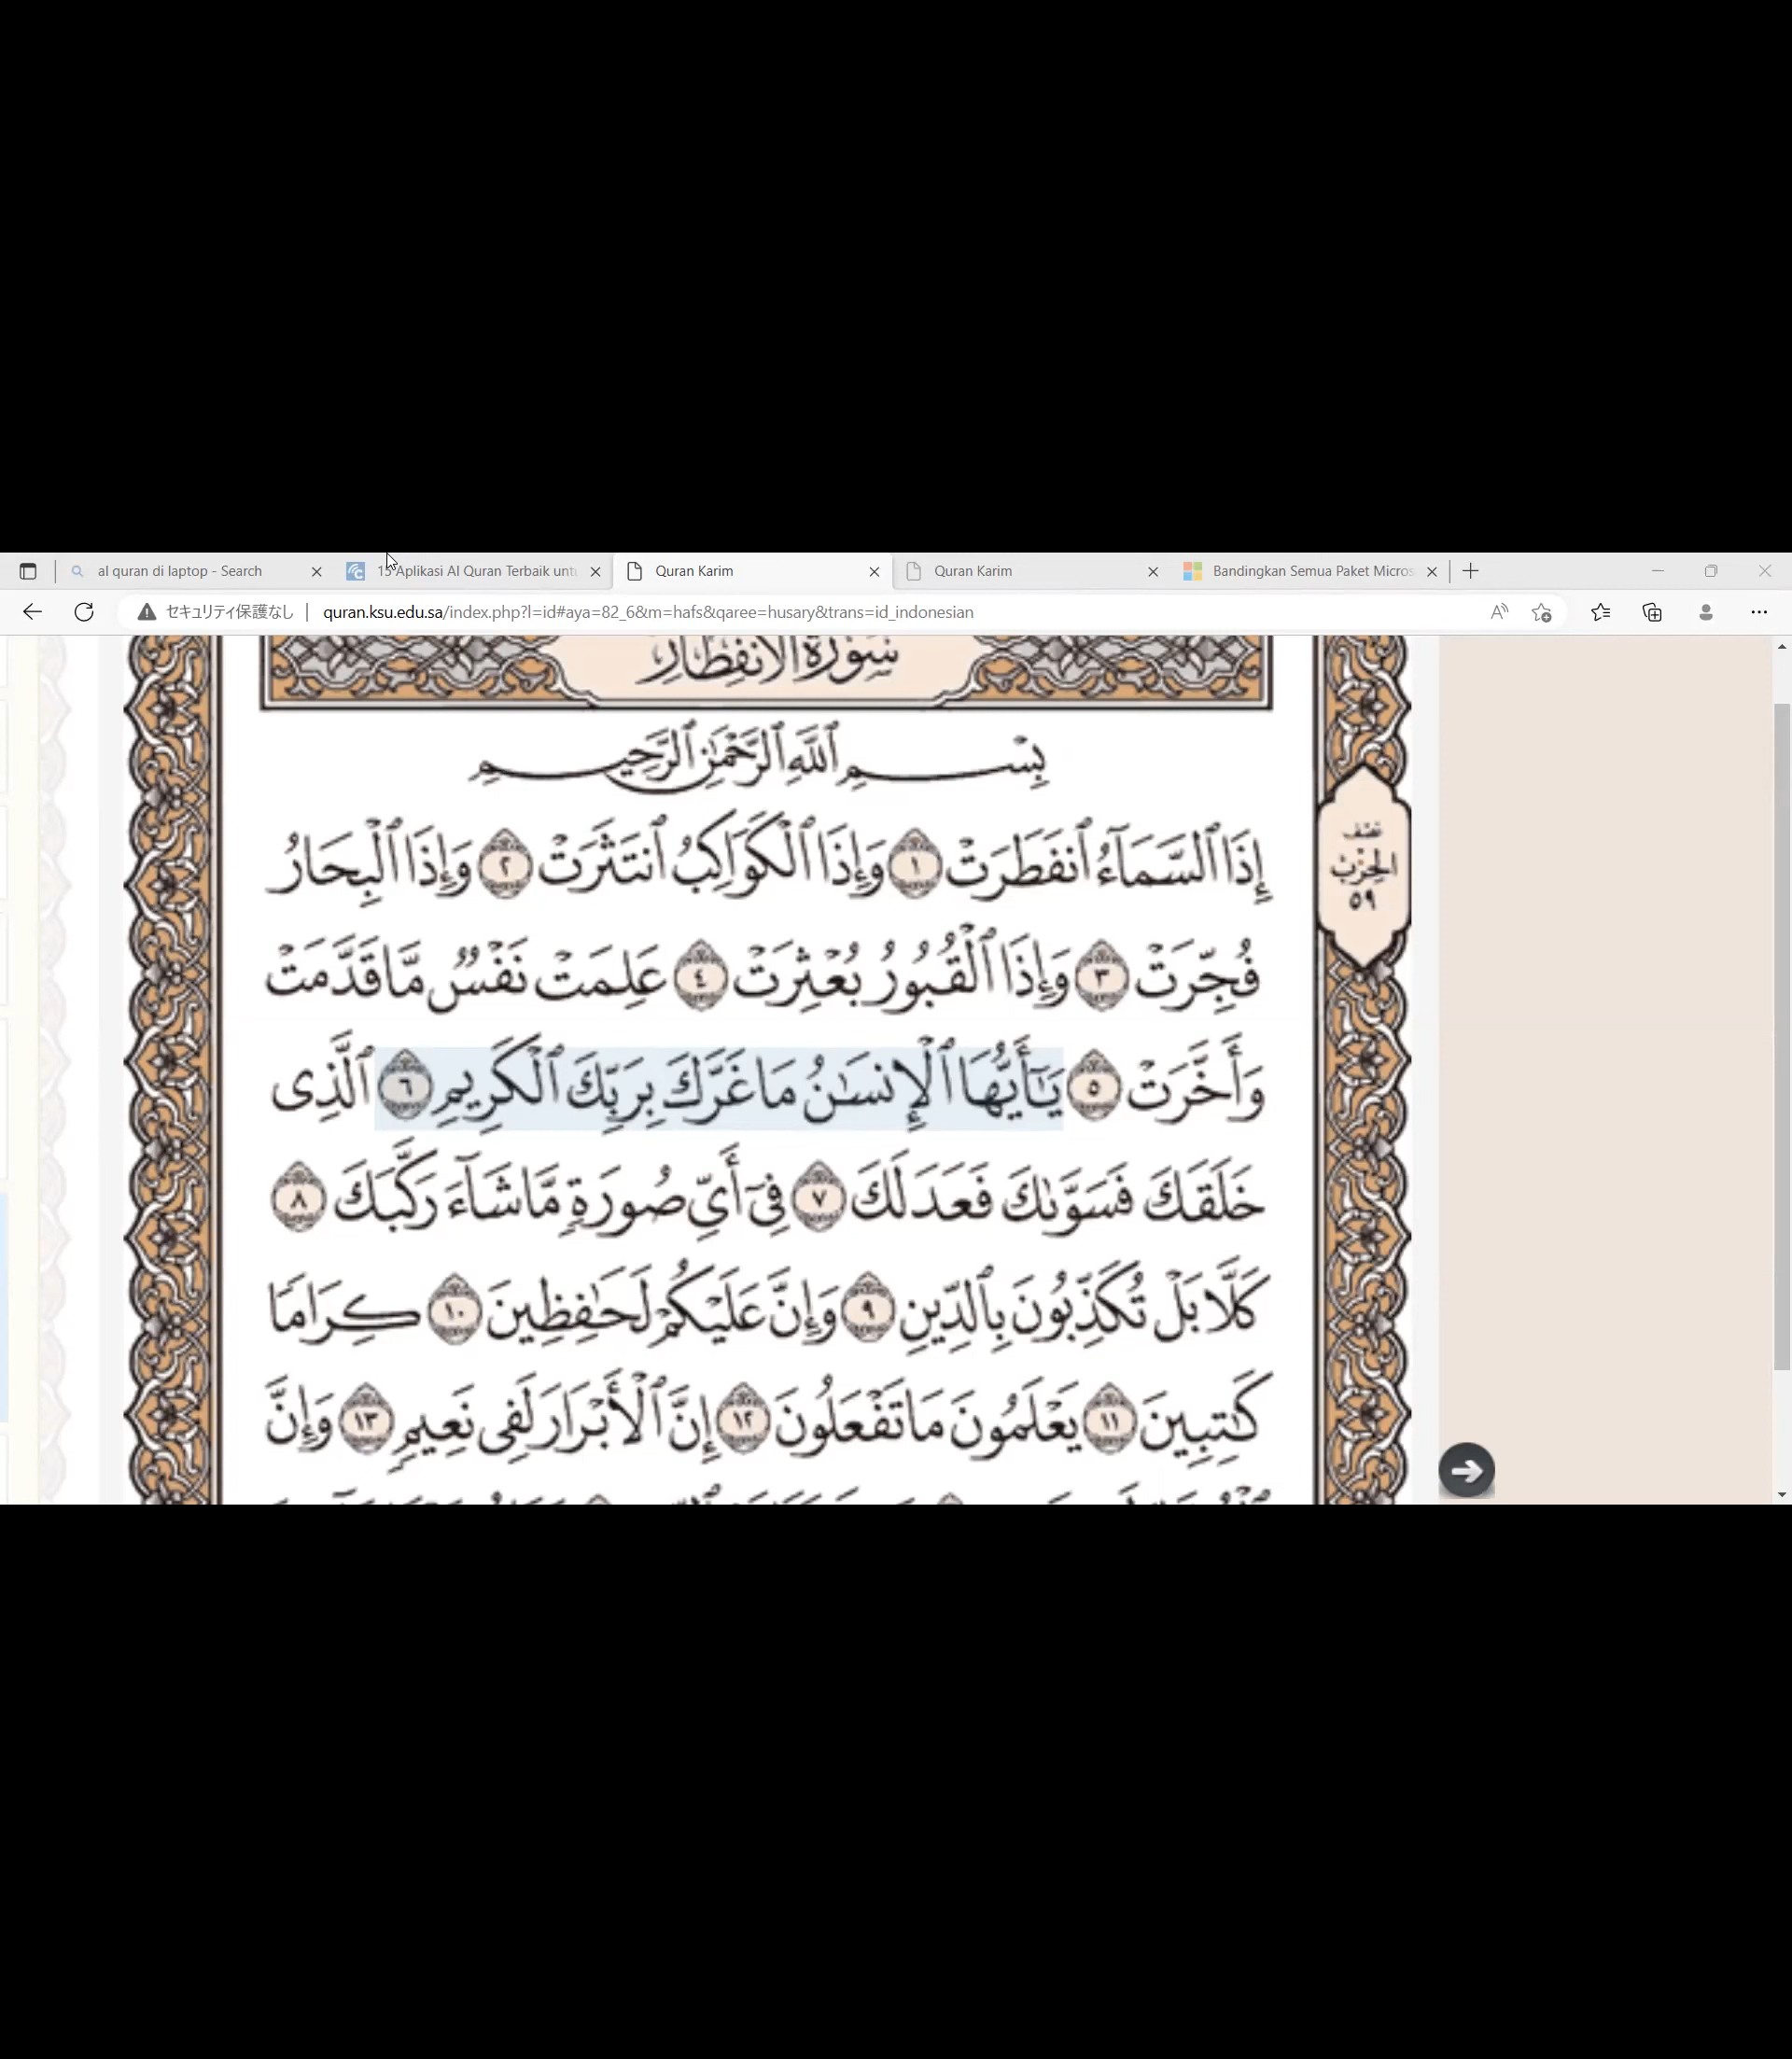 al quran di laptop - Search
15 Aplikasi Al Quran Terbaik untu
Quran Karim
Quran Karim
Bandingkan Semua Paket Micros
セキュリティ保護なし
quran.ksu.edu.sa/index.php?l=id#aya=82_6&m=hafs&qaree=husary&trans=id_indonesian
سُورَةُ الانفِطَارِ
بِسْمِ ٱللَّهِ ٱلرَّحْمَٰنِ ٱلرَّحِيمِ
إِذَا ٱلسَّمَآءُ ٱنفَطَرَتْ ١ وَإِذَا ٱلْكَوَاكِبُ ٱنتَثَرَتْ ٢ وَإِذَا ٱلْبِحَارُ
فُجِّرَتْ ٣ وَإِذَا ٱلْقُبُورُ بُعْثِرَتْ ٤ عَلِمَتْ نَفْسٌ مَّا قَدَّمَتْ
وَأَخَّرَتْ ٥ يَٰٓأَيُّهَا ٱلْإِنسَٰنُ مَا غَرَّكَ بِرَبِّكَ ٱلْكَرِيمِ ٦ ٱلَّذِى
خَلَقَكَ فَسَوَّىٰكَ فَعَدَلَكَ ٧ فِىٓ أَىِّ صُورَةٍ مَّا شَآءَ رَكَّبَكَ ٨
كَلَّا بَلْ تُكَذِّبُونَ بِٱلدِّينِ ٩ وَإِنَّ عَلَيْكُمْ لَحَٰفِظِينَ ١٠ كِرَامًا
كَٰتِبِينَ ١١ يَعْلَمُونَ مَا تَفْعَلُونَ ١٢ إِنَّ ٱلْأَبْرَارَ لَفِى نَعِيمٍ ١٣ وَإِنَّ
نِصْف
الحِزْبِ
٥٩